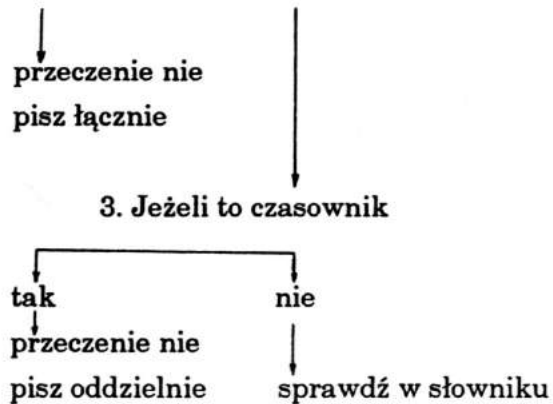 przeczenie nie
pisz łącznie
3. Jeżeli to czasownik
tak
nie
przeczenie nie
pisz oddzielnie
sprawdź w słowniku